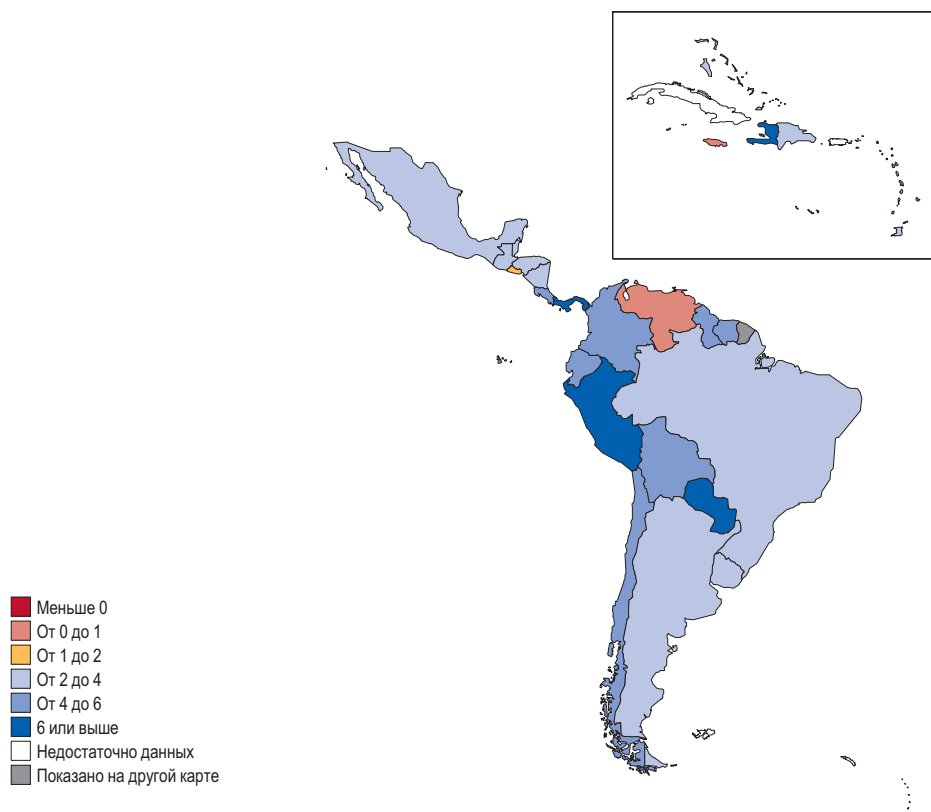 Меньше 0
От 0 до 1
От 1 до 2
От 2 до 4
От 4 до 6
6 или выше
Недостаточно данных
Показано на другой карте